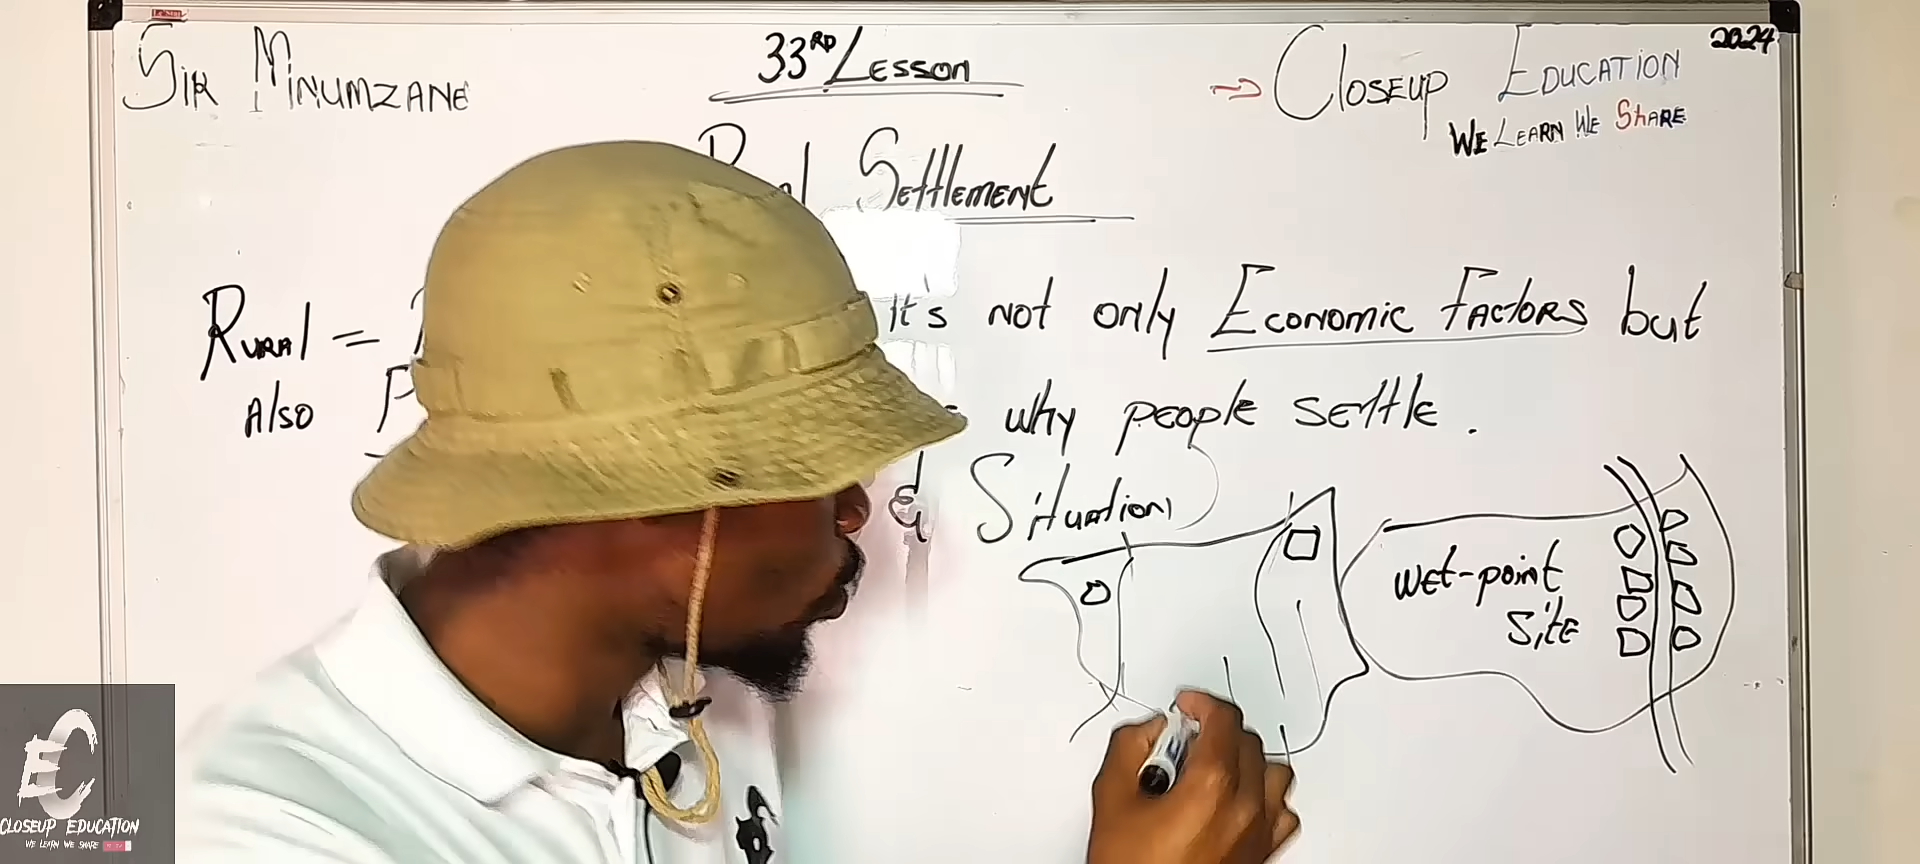 Sir Minumzane
33RD Lesson
Closeup Education
2024
We Learn We Share
Settlement
Rural = It's not only Economic Factors but
also why people settle.
& Situation
wet-point
site
EC
Closeup Education
We Learn We Share